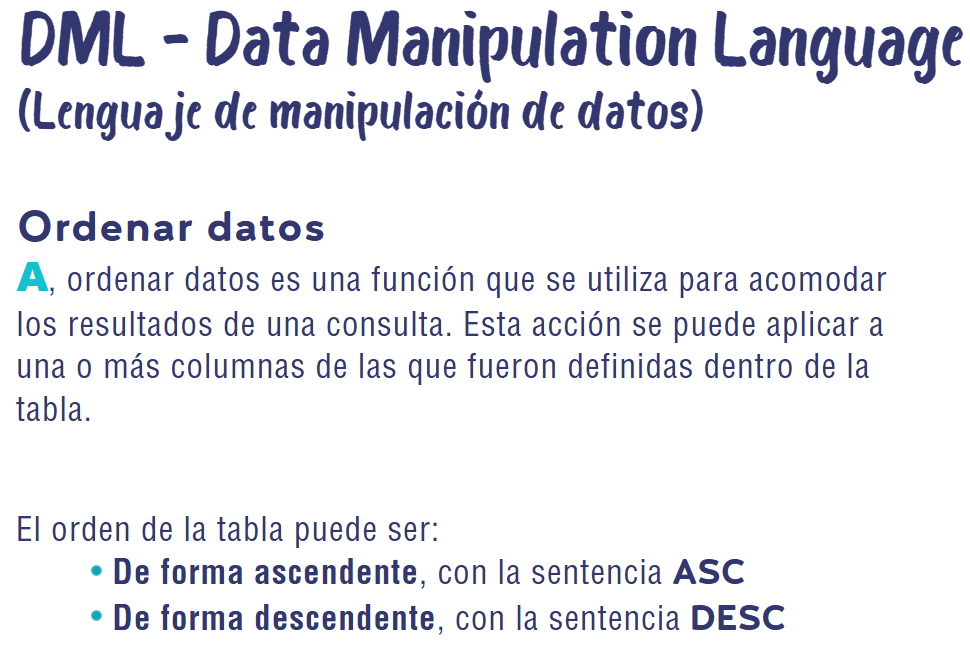 DML - Data Manipulation Language
(Lenguaje de manipulación de datos)
Ordenar datos
A, ordenar datos es una función que se utiliza para acomodar
los resultados de una consulta. Esta acción se puede aplicar a
una o más columnas de las que fueron definidas dentro de la
tabla.
El orden de la tabla puede ser:
• De forma ascendente, con la sentencia ASC
• De forma descendente, con la sentencia DESC